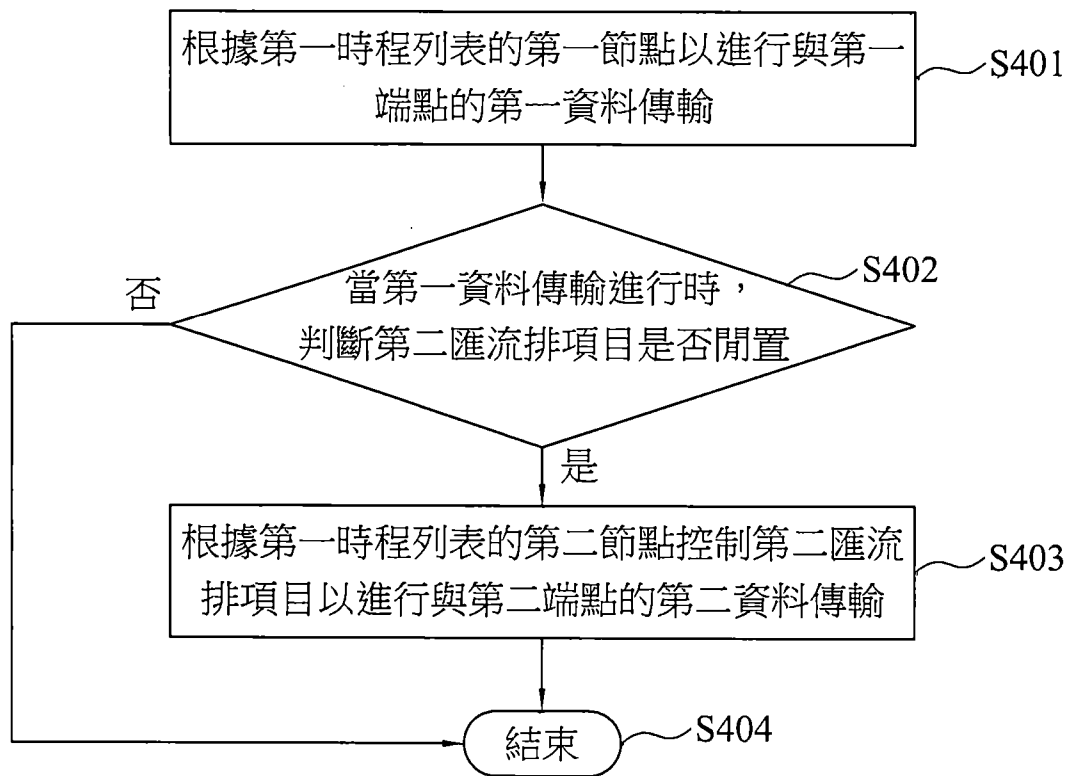 根據第一時程列表的第一節點以進行與第一
端點的第一資料傳輸
S401
當第一資料傳輸進行時，
判斷第二匯流排項目是否閒置
S402
否
是
根據第一時程列表的第二節點控制第二匯流
排項目以進行與第二端點的第二資料傳輸
S403
結束
S404